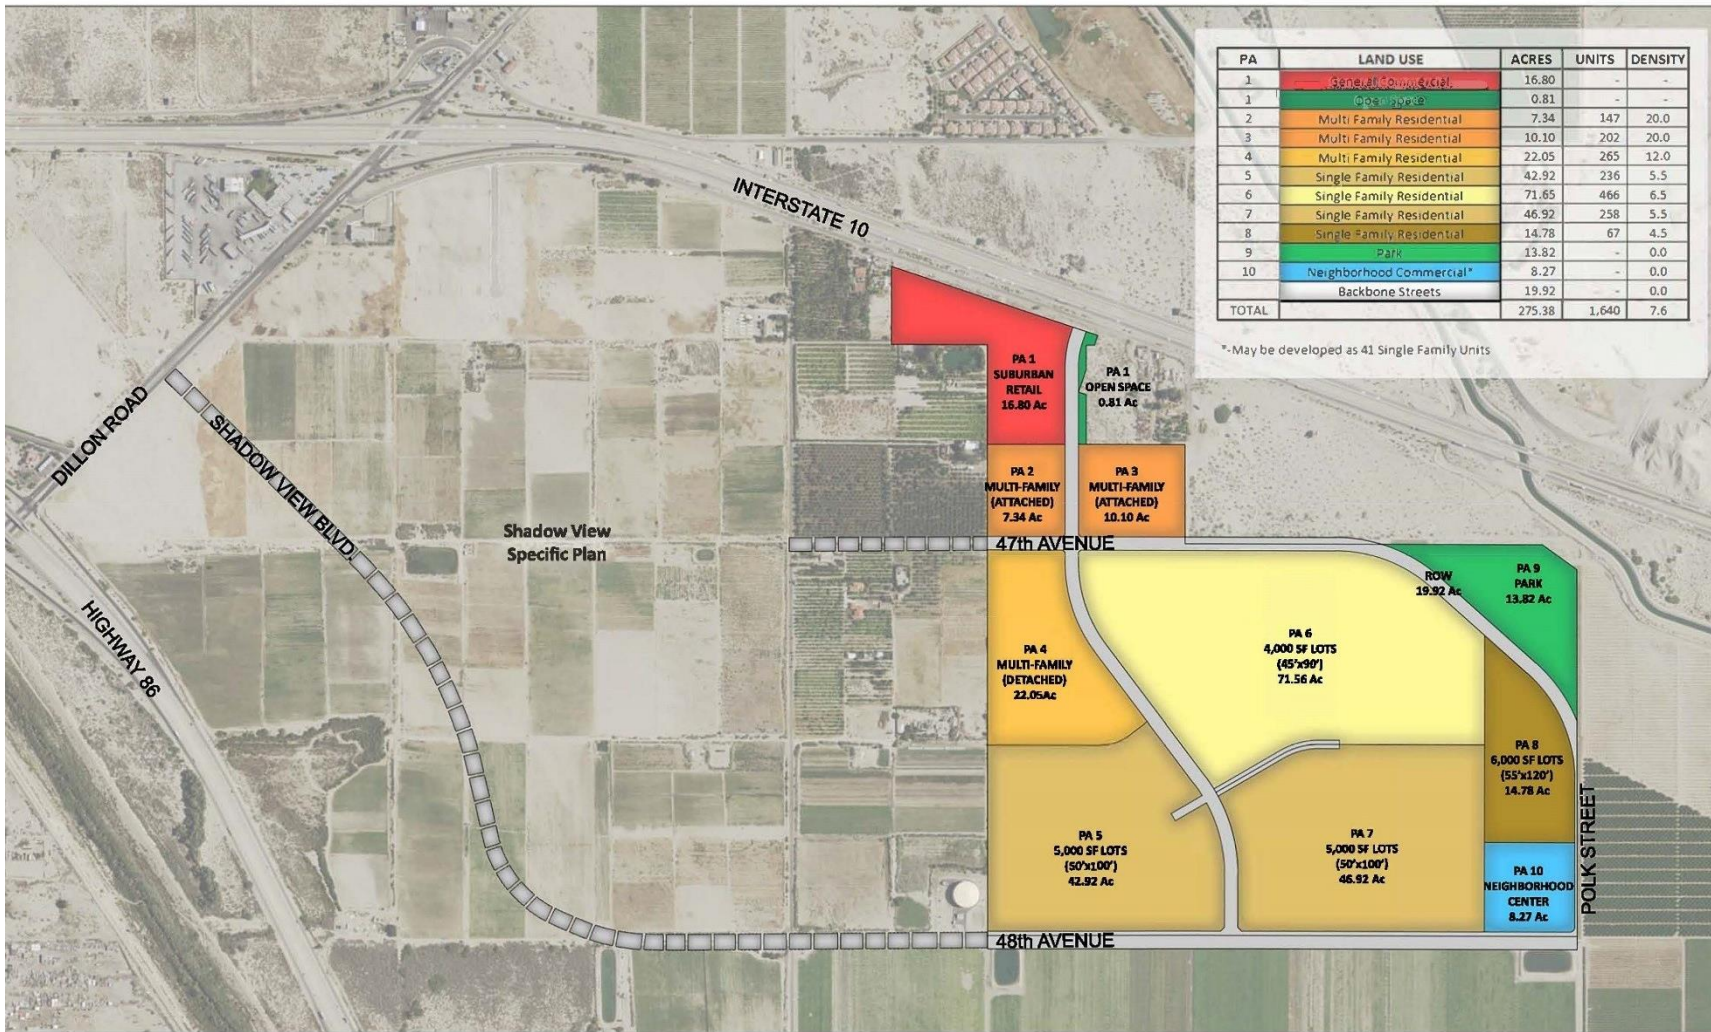 PA LAND USE ACRES UNITS DENSITY
1 General Commercial 16.80 - -
1 Open Space 0.81 - -
2 Multi Family Residential 7.34 147 20.0
3 Multi Family Residential 10.10 202 20.0
4 Multi Family Residential 22.05 265 12.0
5 Single Family Residential 42.92 236 5.5
6 Single Family Residential 71.65 466 6.5
7 Single Family Residential 46.92 258 5.5
8 Single Family Residential 14.78 67 4.5
9 Park 13.82 - 0.0
10 Neighborhood Commercial* 8.27 - 0.0
Backbone Streets 19.92 - 0.0
TOTAL 275.38 1,640 7.6
*-May be developed as 41 Single Family Units
INTERSTATE 10
PA 1
SUBURBAN
RETAIL
16.80 Ac
PA 1
OPEN SPACE
0.81 Ac
DILLON ROAD
SHADOW VIEW BLVD.
HIGHWAY 86
Shadow View
Specific Plan
PA 2
MULTI-FAMILY
(ATTACHED)
7.34 Ac
PA 3
MULTI-FAMILY
(ATTACHED)
10.10 Ac
47th AVENUE
ROW
19.92 Ac
PA 9
PARK
13.82 Ac
PA 4
MULTI-FAMILY
(DETACHED)
22.05Ac
PA 6
4,000 SF LOTS
(45'x90')
71.56 Ac
PA 8
6,000 SF LOTS
(55'x120')
14.78 Ac
PA 5
5,000 SF LOTS
(50'x100')
42.92 Ac
PA 7
5,000 SF LOTS
(50'x100')
46.92 Ac
PA 10
NEIGHBORHOOD
CENTER
8.27 Ac
POLK STREET
48th AVENUE